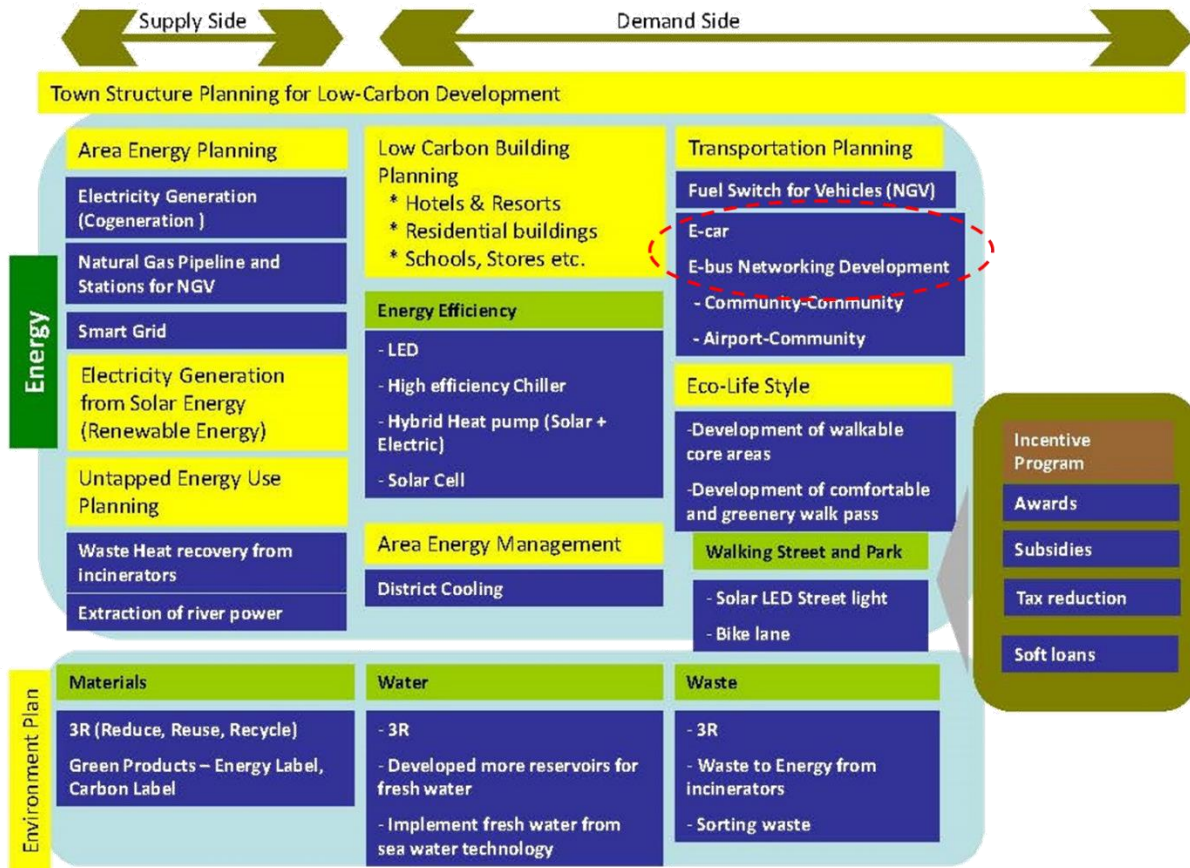 Supply Side
Demand Side
Town Structure Planning for Low-Carbon Development
Energy
Area Energy Planning
Electricity Generation
(Cogeneration )
Natural Gas Pipeline and
Stations for NGV
Smart Grid
Electricity Generation
from Solar Energy
(Renewable Energy)
Untapped Energy Use
Planning
Waste Heat recovery from
incinerators
Extraction of river power
Low Carbon Building
Planning
* Hotels & Resorts
* Residential buildings
* Schools, Stores etc.
Energy Efficiency
- LED
- High efficiency Chiller
- Hybrid Heat pump (Solar +
Electric)
- Solar Cell
Area Energy Management
District Cooling
Transportation Planning
Fuel Switch for Vehicles (NGV)
E-car
E-bus Networking Development
- Community-Community
- Airport-Community
Eco-Life Style
-Development of walkable
core areas
-Development of comfortable
and greenery walk pass
Walking Street and Park
- Solar LED Street light
- Bike lane
Incentive
Program
Awards
Subsidies
Tax reduction
Soft loans
Environment Plan
Materials
3R (Reduce, Reuse, Recycle)
Green Products – Energy Label,
Carbon Label
Water
- 3R
- Developed more reservoirs for
fresh water
- Implement fresh water from
sea water technology
Waste
- 3R
- Waste to Energy from
incinerators
- Sorting waste